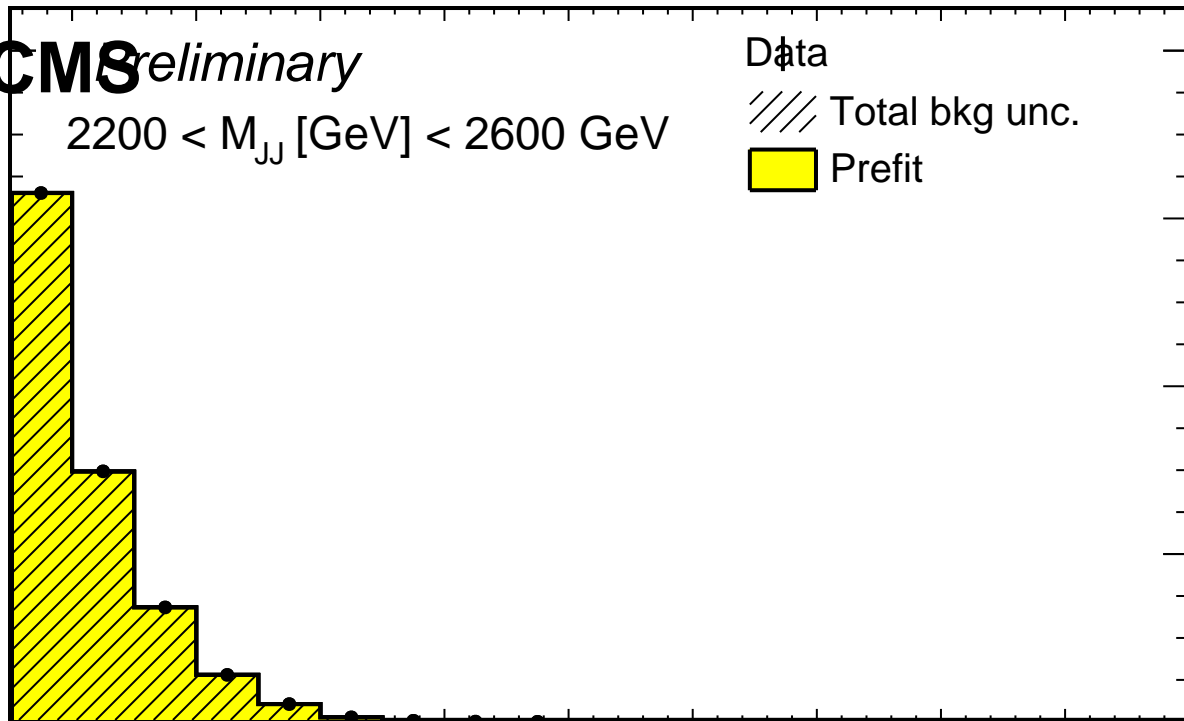 CMS Preliminary
2200 < M_JJ [GeV] < 2600 GeV
Data
Total bkg unc.
Prefit